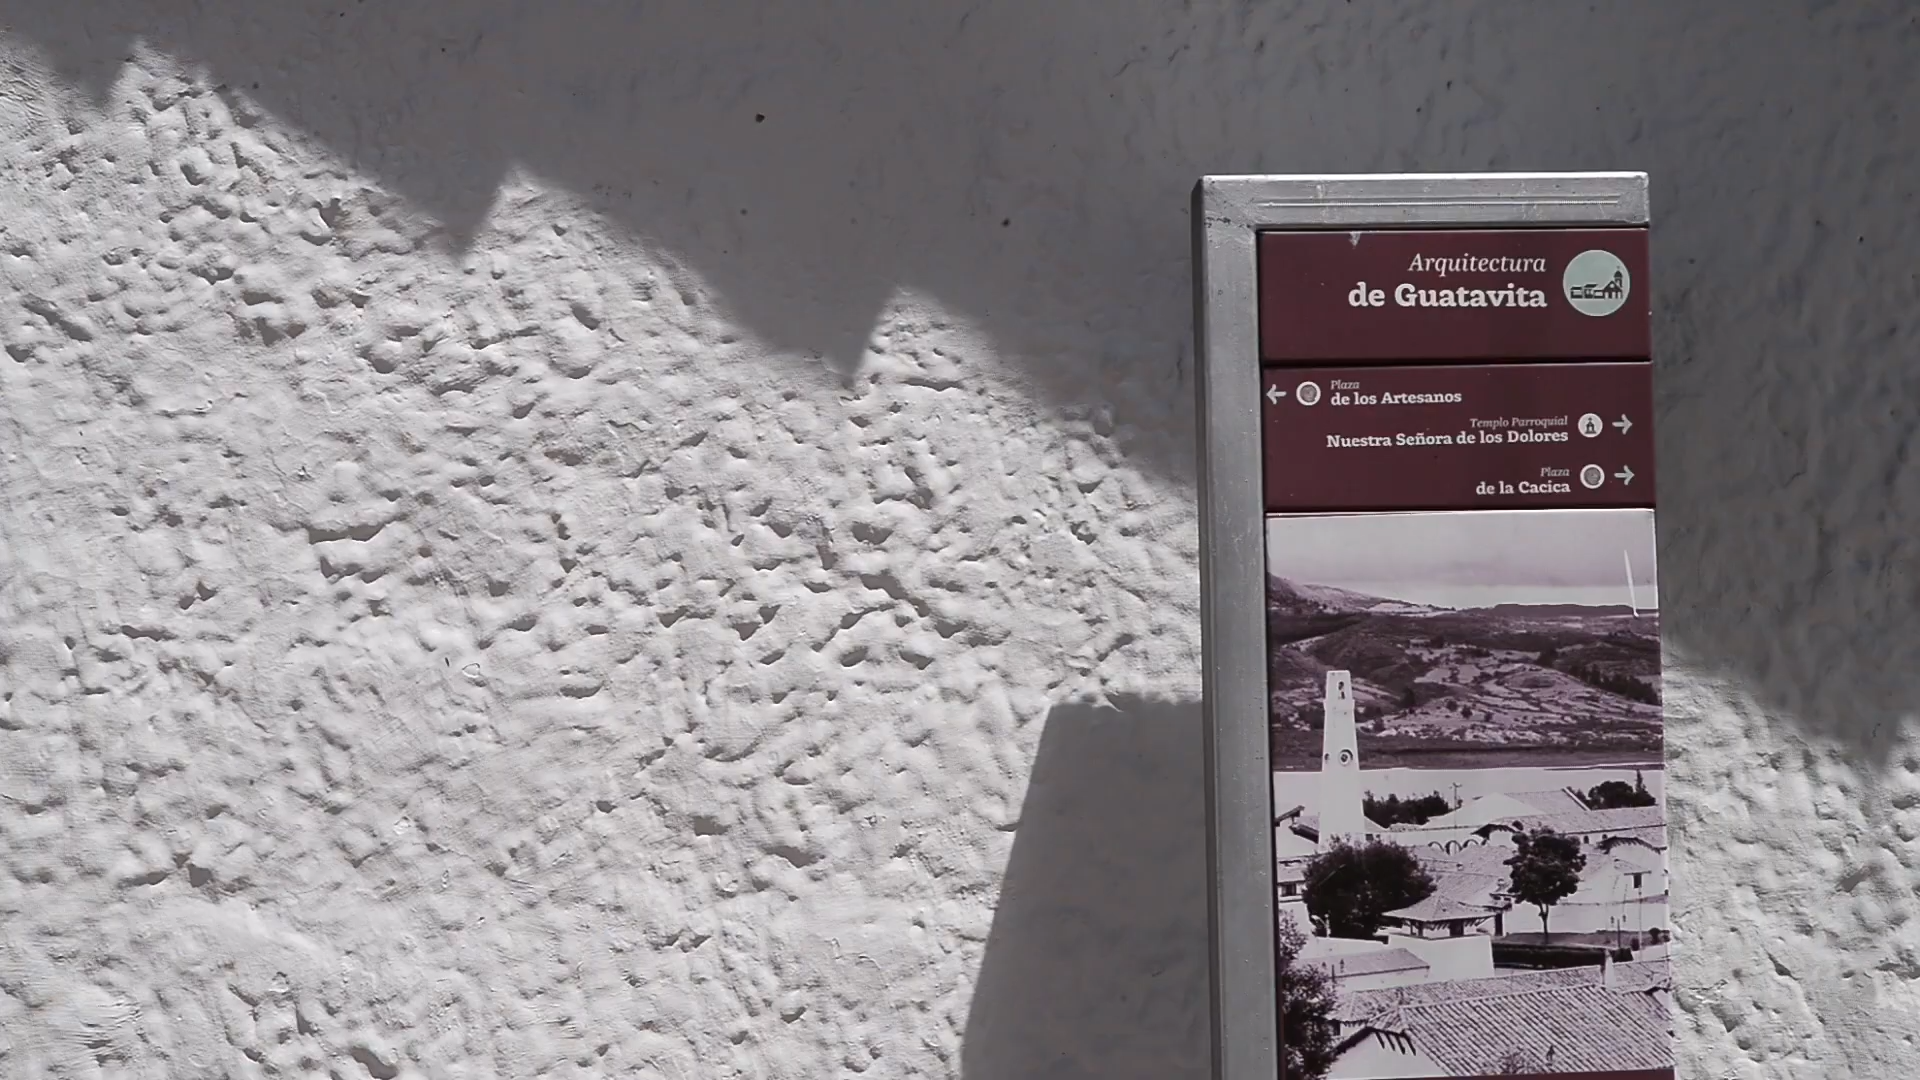 Arquitectura
de Guatavita
Plaza
de los Artesanos
Templo Parroquial
Nuestra Señora de los Dolores
Plaza
de la Cacica